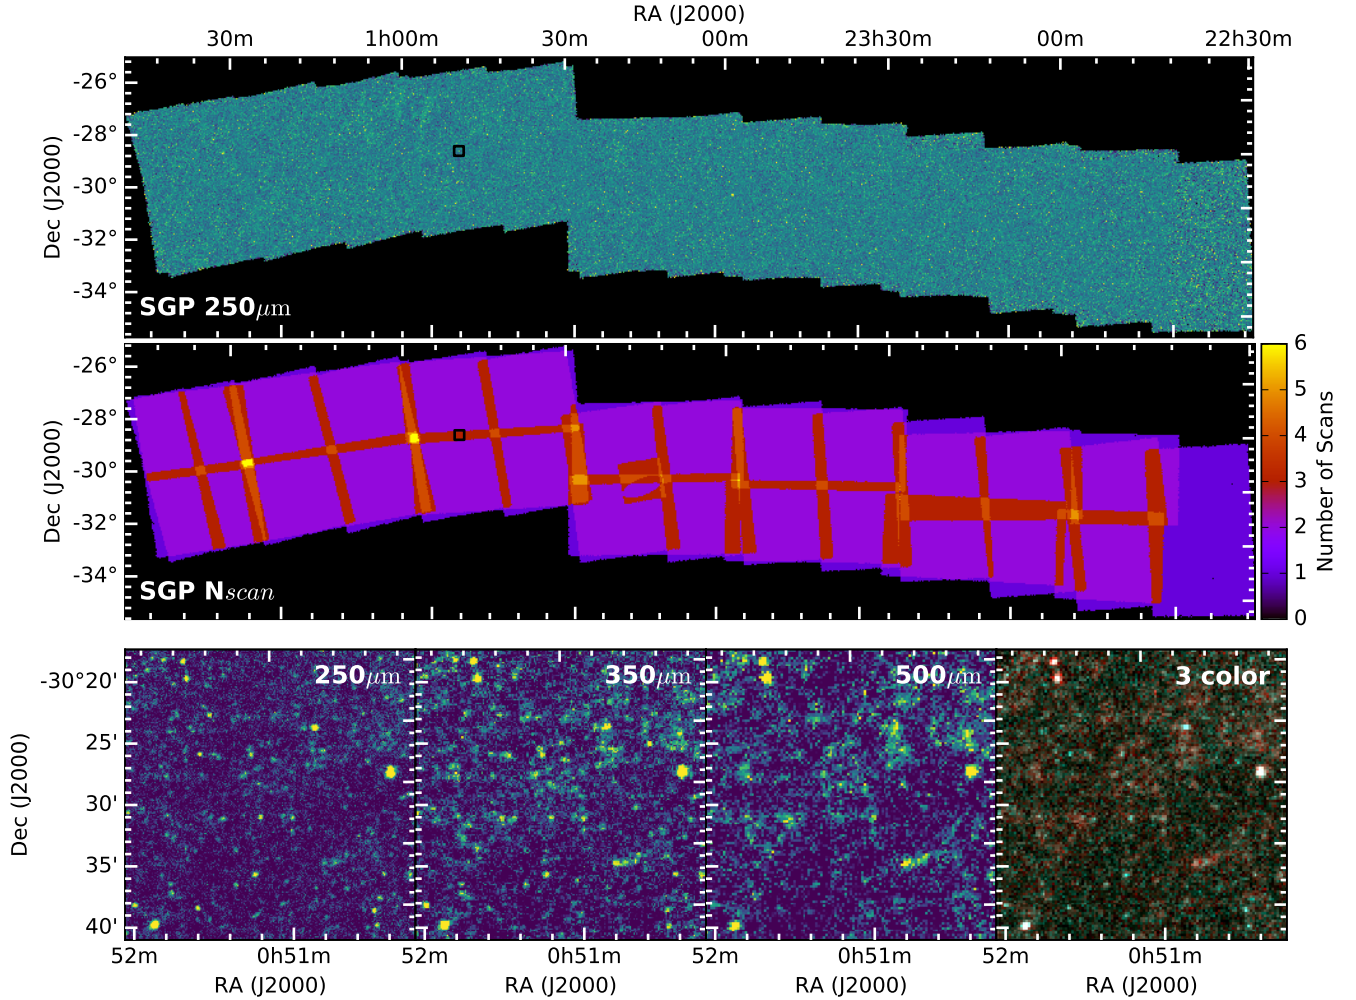 RA (J2000)
30m 1h00m 30m 00m 23h30m 00m 22h30m
-26°
-28°
-30°
-32°
-34°
Dec (J2000)
SGP 250μm
-26°
-28°
-30°
-32°
-34°
Dec (J2000)
SGP Nscan
6
5
4
3
2
1
0
Number of Scans
250μm 350μm 500μm 3 color
-30°20'
25'
30'
35'
40'
Dec (J2000)
52m 0h51m 52m 0h51m 52m 0h51m 52m 0h51m
RA (J2000) RA (J2000) RA (J2000) RA (J2000)